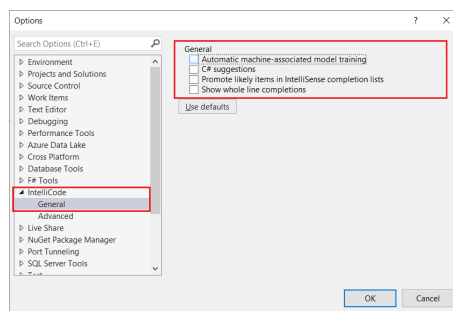 Options
?
Search Options (Ctrl+E)
Environment
Projects and Solutions
Source Control
Work Items
Text Editor
Debugging
Performance Tools
Azure Data Lake
Cross Platform
Database Tools
F# Tools
IntelliCode
General
Advanced
Live Share
NuGet Package Manager
Port Tunneling
SQL Server Tools
General
Automatic machine-associated model training
C# suggestions
Promote likely items in IntelliSense completion lists
Show whole line completions
Use defaults
OK
Cancel